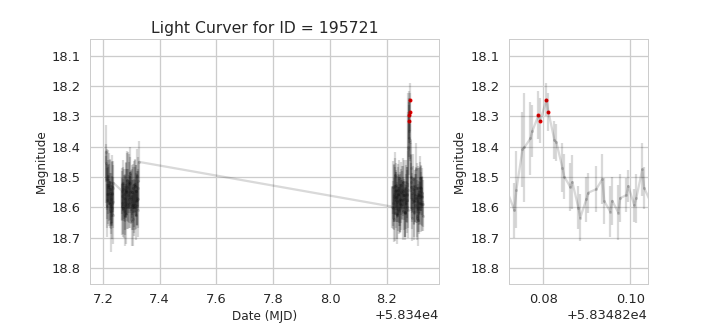 Light Curver for ID = 195721
18.1
18.2
18.3
18.4
18.5
18.6
18.7
18.8
Magnitude
7.2 7.4 7.6 7.8 8.0 8.2
Date (MJD) +5.834e4
18.1
18.2
18.3
18.4
18.5
18.6
18.7
18.8
Magnitude
0.08 0.10
+5.83482e4